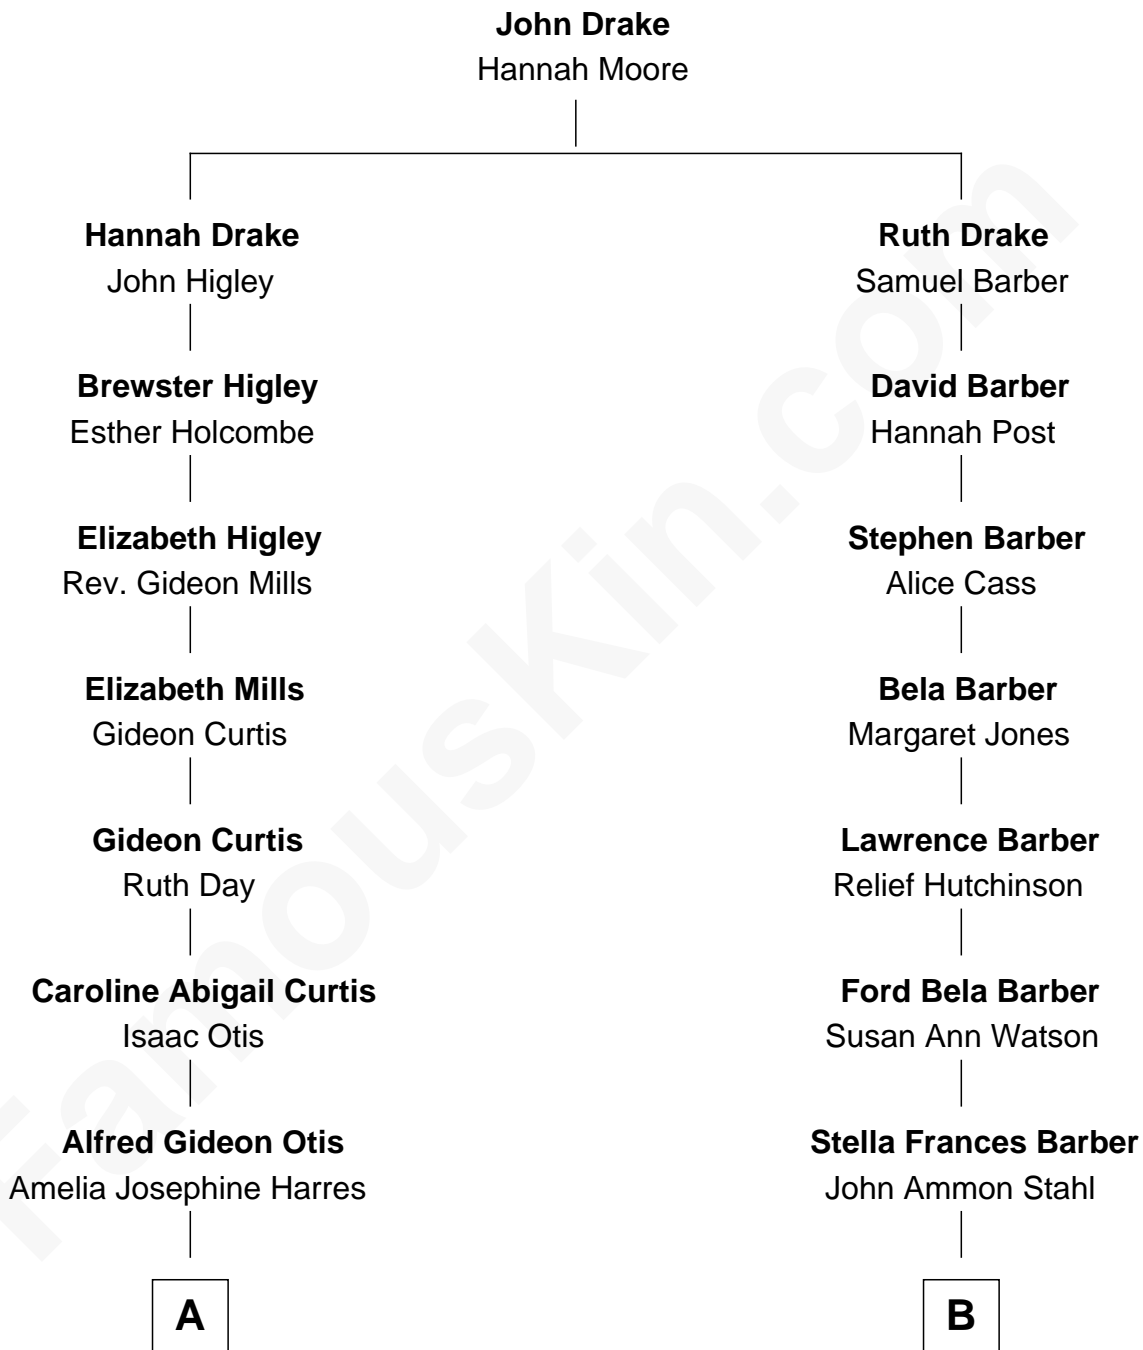 John Drake
Hannah Moore
Hannah Drake
John Higley
Ruth Drake
Samuel Barber
Brewster Higley
Esther Holcombe
David Barber
Hannah Post
Elizabeth Higley
Rev. Gideon Mills
Stephen Barber
Alice Cass
Elizabeth Mills
Gideon Curtis
Bela Barber
Margaret Jones
Gideon Curtis
Ruth Day
Lawrence Barber
Relief Hutchinson
Caroline Abigail Curtis
Isaac Otis
Ford Bela Barber
Susan Ann Watson
Alfred Gideon Otis
Amelia Josephine Harres
Stella Frances Barber
John Ammon Stahl
A
B
FamousKin.com